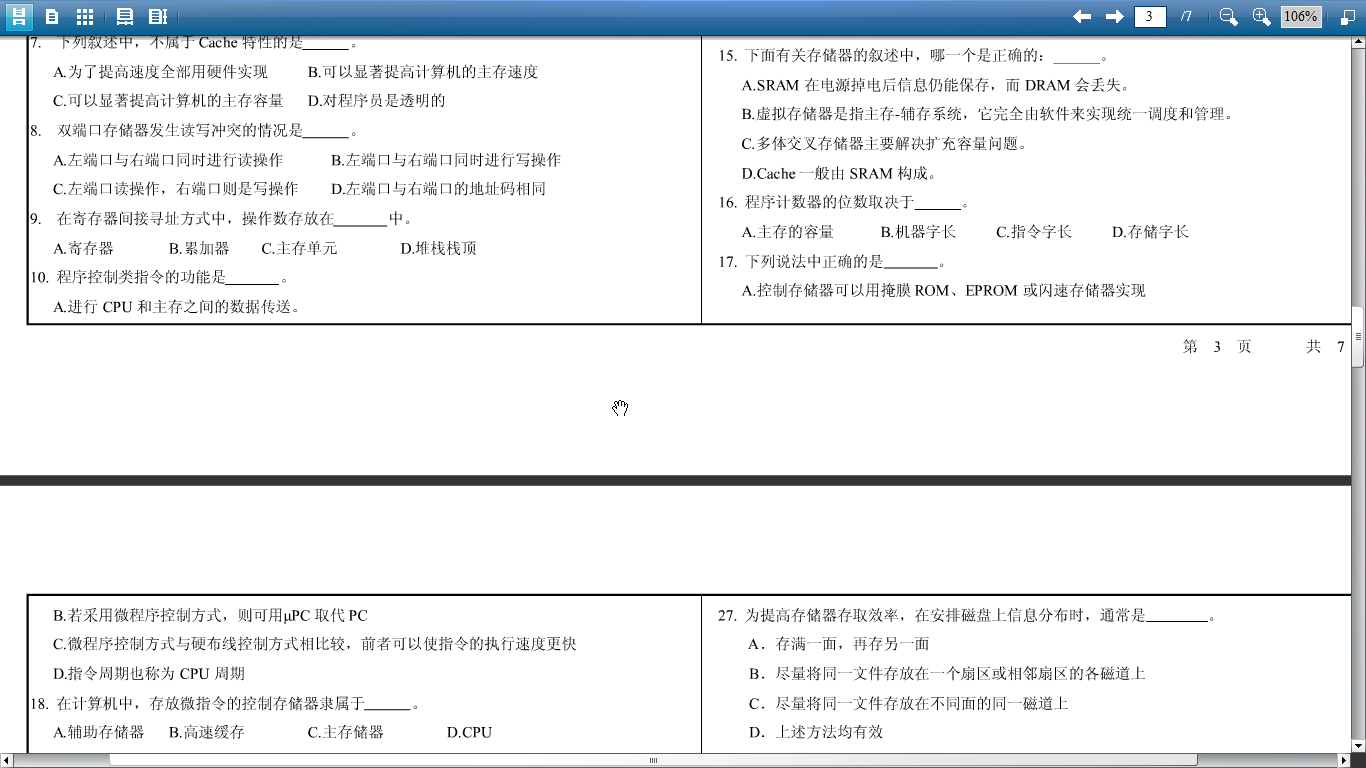 3 /7 106%
7. 下列叙述中，不属于 Cache 特性的是______。
A.为了提高速度全部用硬件实现 B.可以显著提高计算机的主存速度
C.可以显著提高计算机的主存容量 D.对程序员是透明的
8. 双端口存储器发生读写冲突的情况是______。
A.左端口与右端口同时进行读操作 B.左端口与右端口同时进行写操作
C.左端口读操作，右端口则是写操作 D.左端口与右端口的地址码相同
9. 在寄存器间接寻址方式中，操作数存放在_______中。
A.寄存器 B.累加器 C.主存单元 D.堆栈栈顶
10. 程序控制类指令的功能是_______。
A.进行 CPU 和主存之间的数据传送。
15. 下面有关存储器的叙述中，哪一个是正确的：______。
A.SRAM 在电源掉电后信息仍能保存，而 DRAM 会丢失。
B.虚拟存储器是指主存-辅存系统，它完全由软件来实现统一调度和管理。
C.多体交叉存储器主要解决扩充容量问题。
D.Cache 一般由 SRAM 构成。
16. 程序计数器的位数取决于______。
A.主存的容量 B.机器字长 C.指令字长 D.存储字长
17. 下列说法中正确的是_______。
A.控制存储器可以用掩膜 ROM、EPROM 或闪速存储器实现
第 3 页 共 7
B.若采用微程序控制方式，则可用μPC 取代 PC
C.微程序控制方式与硬布线控制方式相比较，前者可以使指令的执行速度更快
D.指令周期也称为 CPU 周期
18. 在计算机中，存放微指令的控制存储器隶属于______。
A.辅助存储器 B.高速缓存 C.主存储器 D.CPU
27. 为提高存储器存取效率，在安排磁盘上信息分布时，通常是________。
A．存满一面，再存另一面
B．尽量将同一文件存放在一个扇区或相邻扇区的各磁道上
C．尽量将同一文件存放在不同面的同一磁道上
D．上述方法均有效